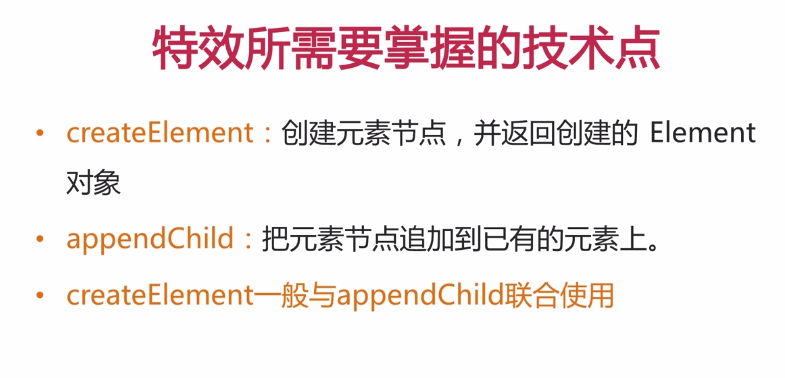 特效所需要掌握的技术点
• createElement：创建元素节点，并返回创建的 Element
对象
• appendChild：把元素节点追加到已有的元素上。
• createElement一般与appendChild联合使用